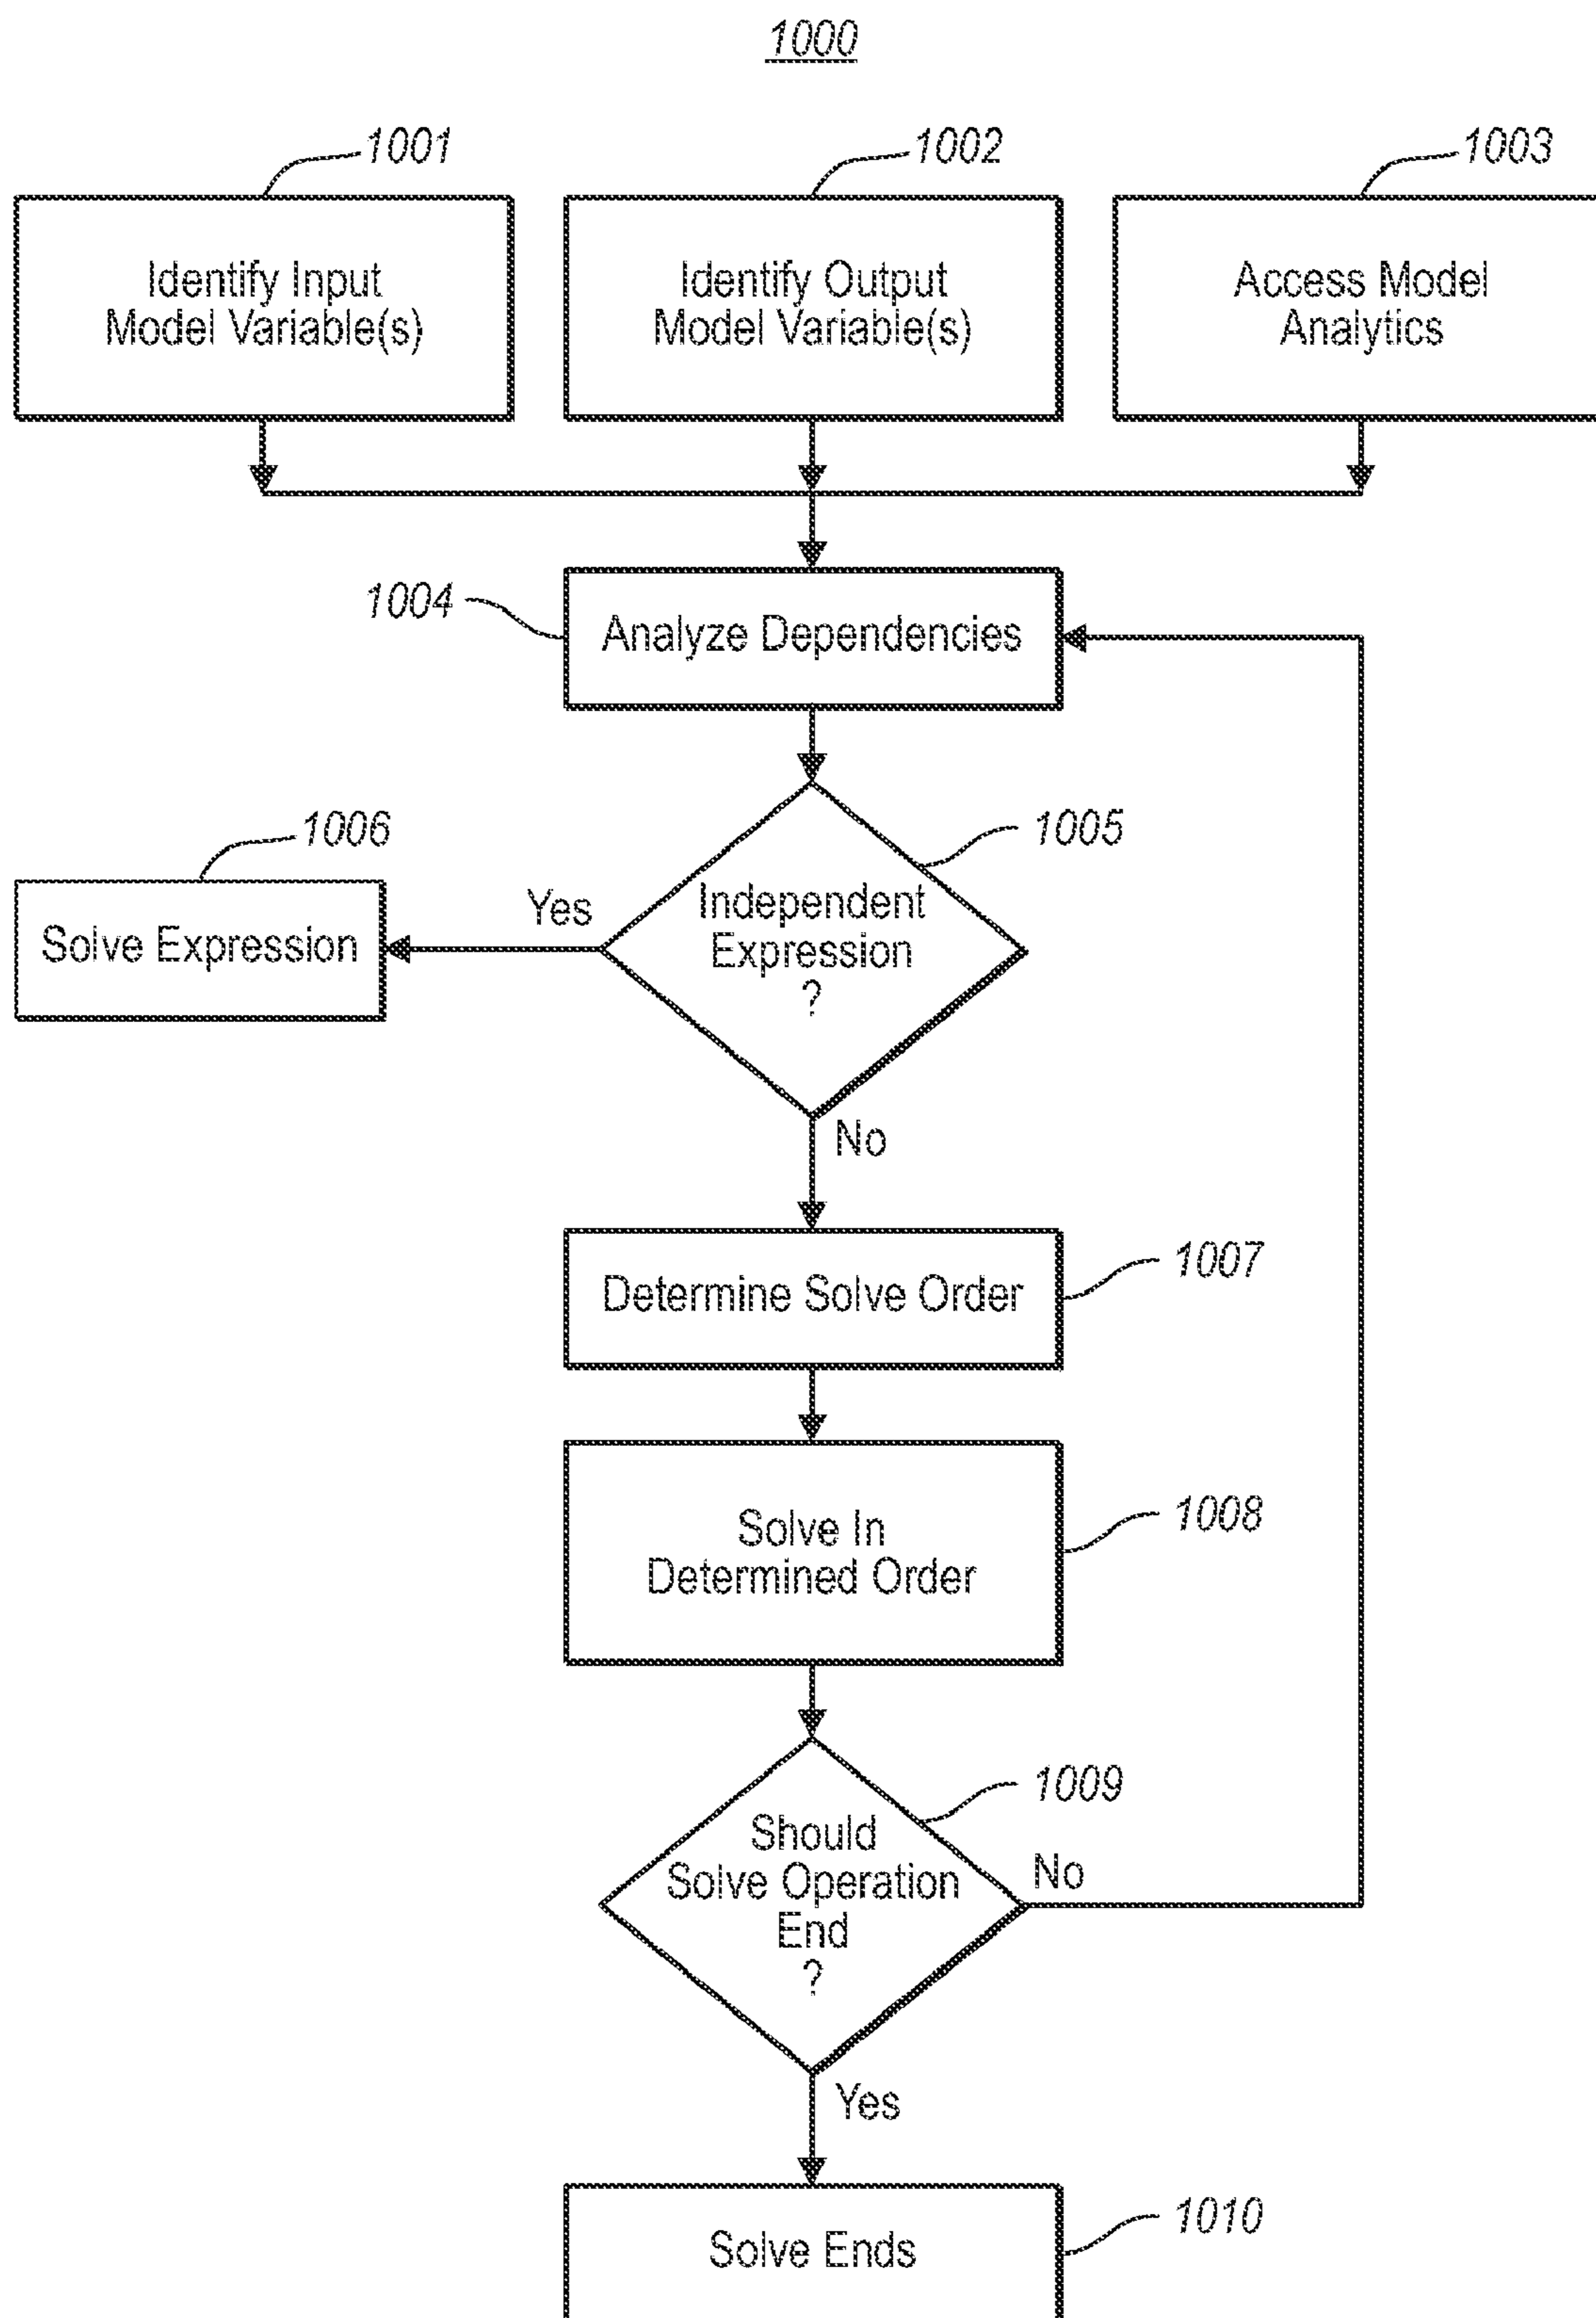 1000
1001
1002
1003
Identify Input
Model Variable(s)
Identify Output
Model Variable(s)
Access Model
Analytics
1004
Analyze Dependencies
1005
1006
Yes
Independent
Expression
?
Solve Expression
No
1007
Determine Solve Order
1008
Solve In
Determined Order
1009
Should
Solve Operation
End
?
No
Yes
1010
Solve Ends